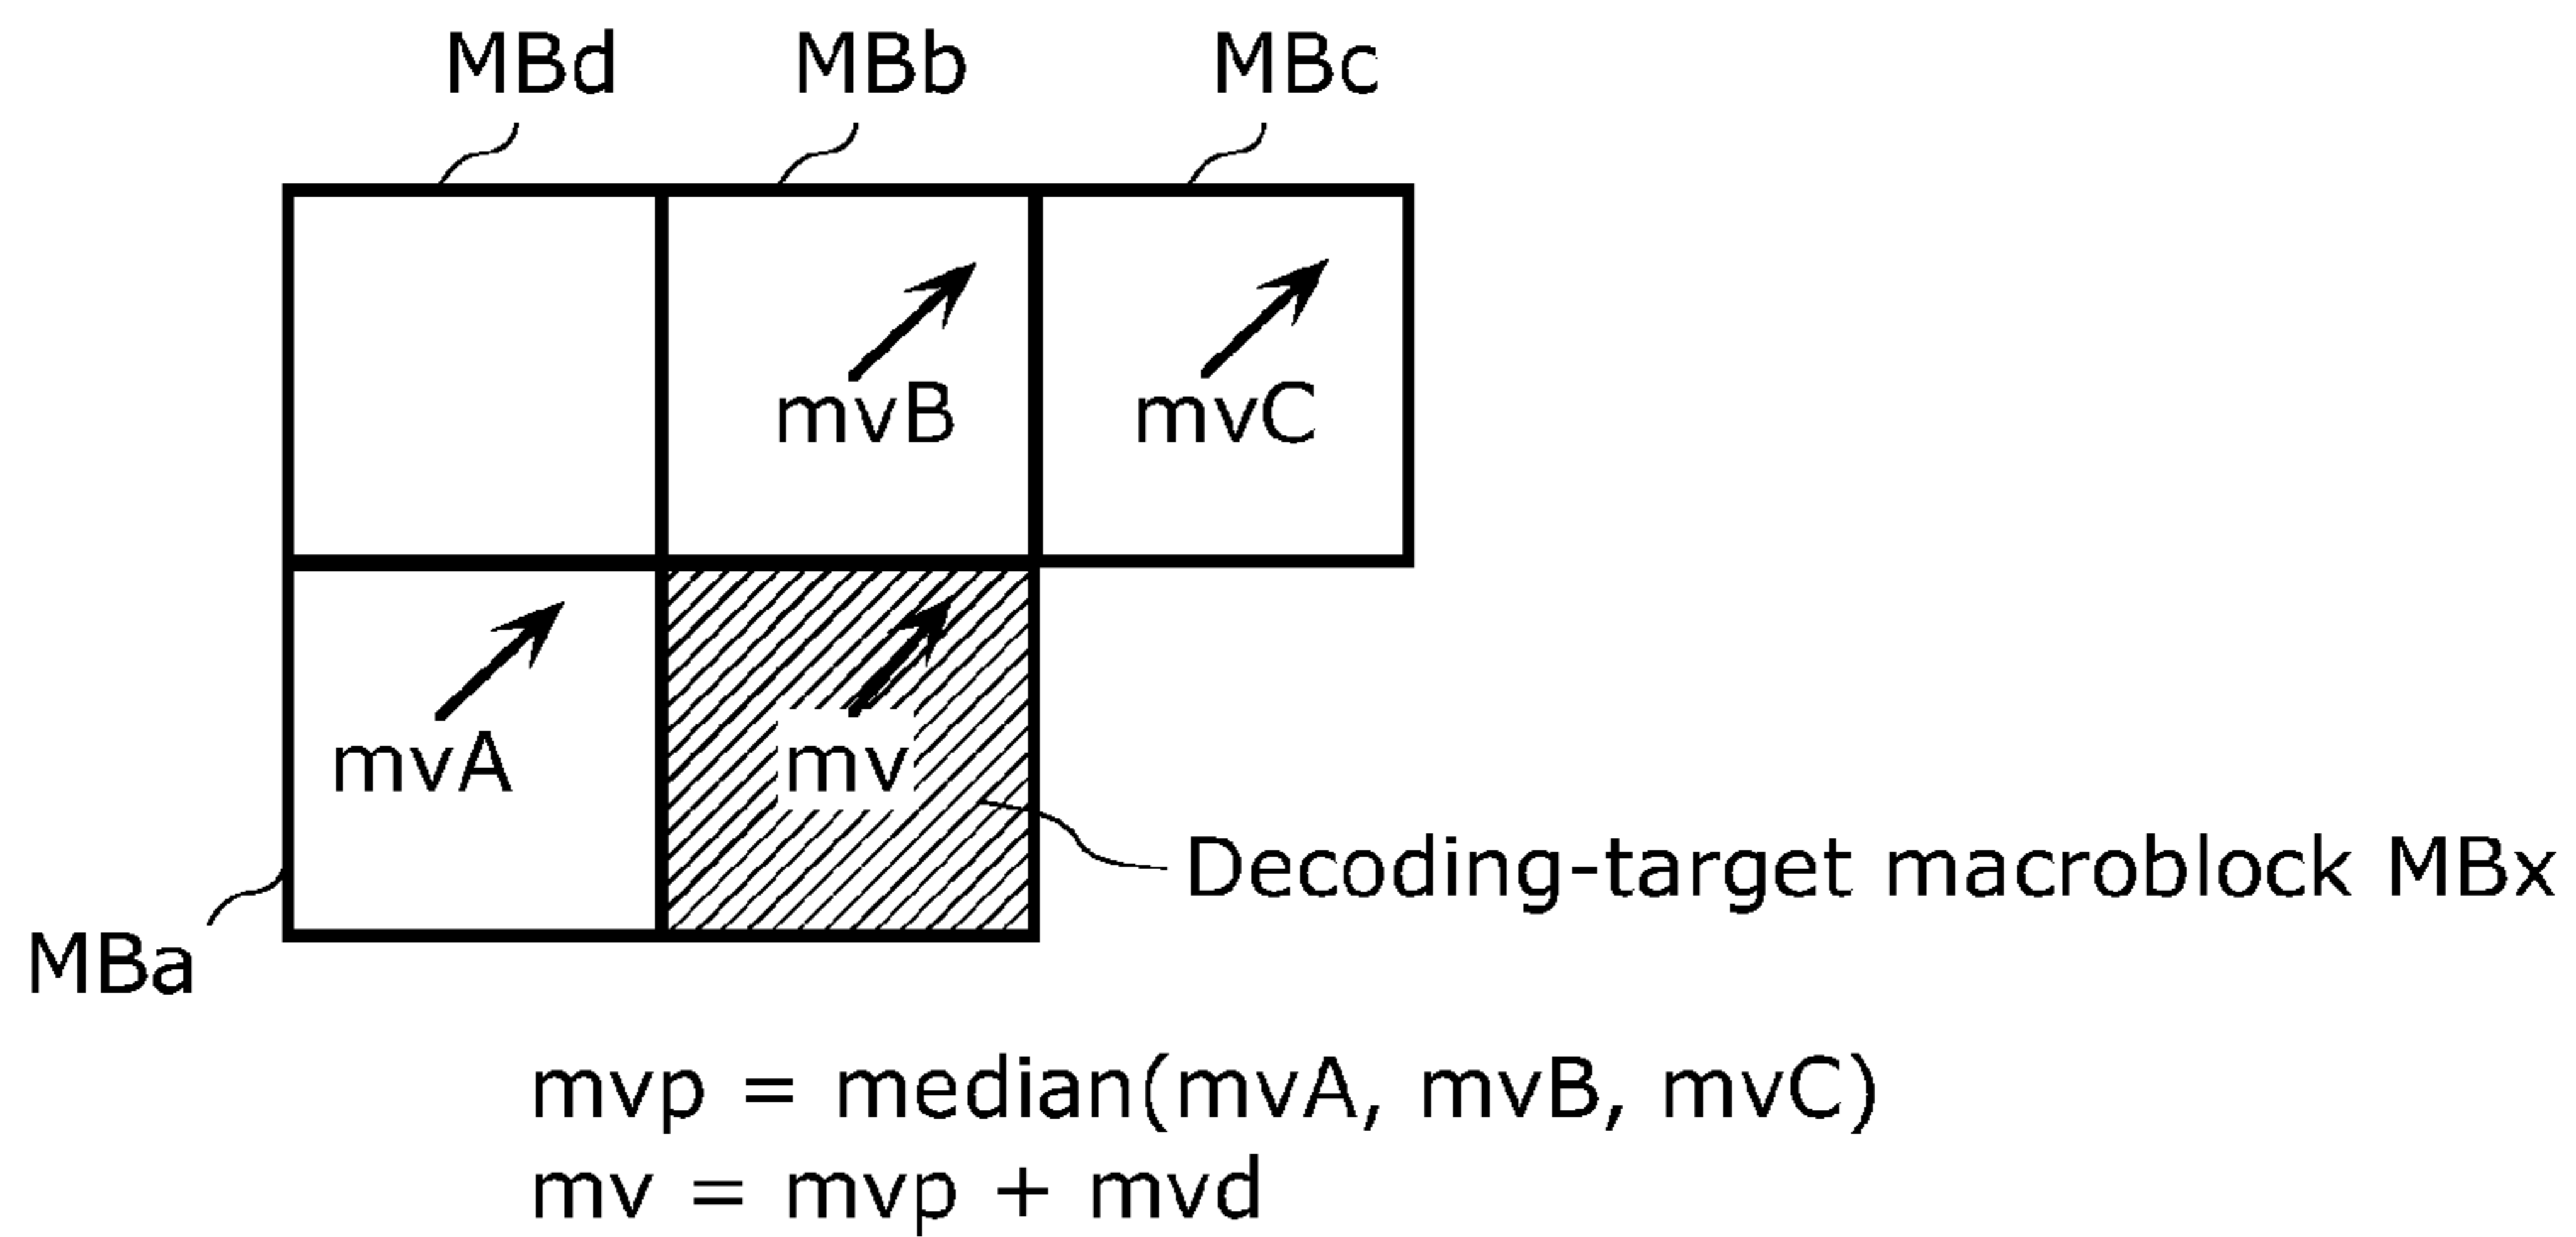 MBd MBb MBc
mvB mvC
mvA mv
Decoding-target macroblock MBx
MBa
mvp = median(mvA, mvB, mvC)
mv = mvp + mvd